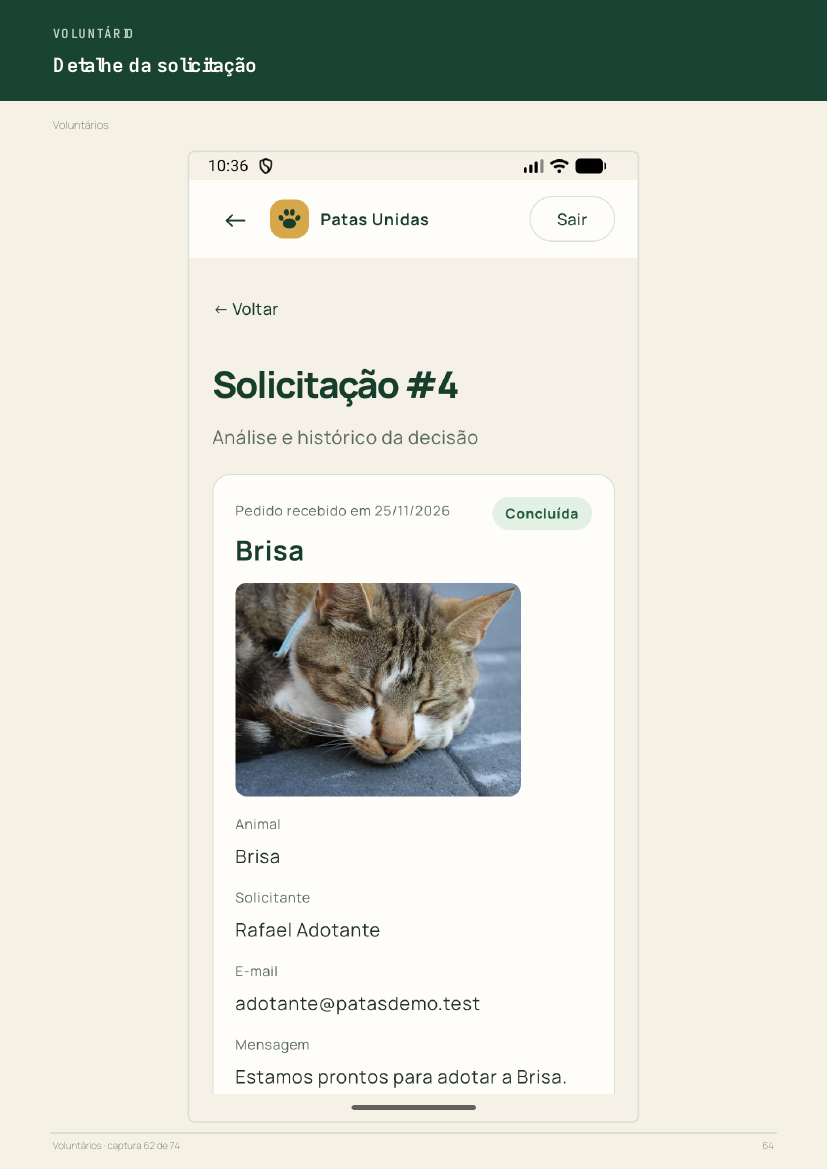 VOLUNTÁRIO
Detalhe da solicitação
Voluntários
10:36
← Patas Unidas
Sair
← Voltar
Solicitação #4
Análise e histórico da decisão
Pedido recebido em 25/11/2026
Concluída
Brisa
Animal
Brisa
Solicitante
Rafael Adotante
E-mail
adotante@patasdemo.test
Mensagem
Estamos prontos para adotar a Brisa.
Voluntários · captura 62 de 74
64